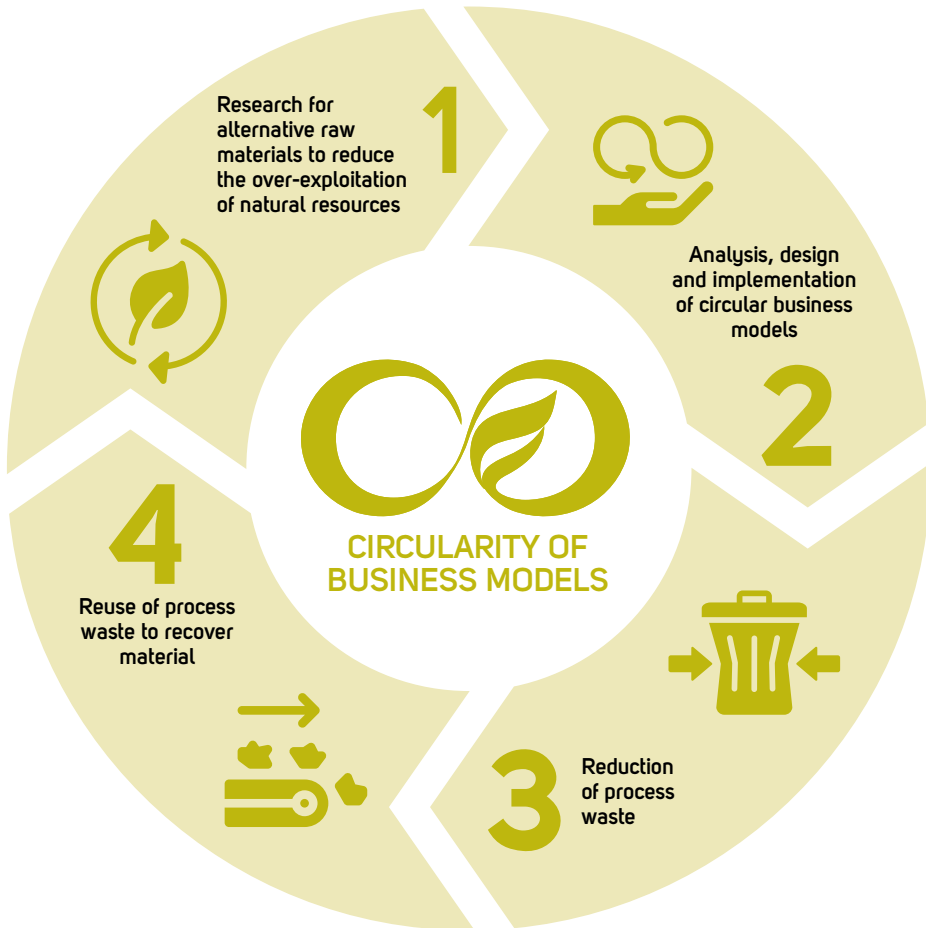 1
Research for
alternative raw
materials to reduce
the over-exploitation
of natural resources
Analysis, design
and implementation
of circular business
models
2
3
Reduction
of process
waste
4
Reuse of process
waste to recover
material
CIRCULARITY OF
BUSINESS MODELS